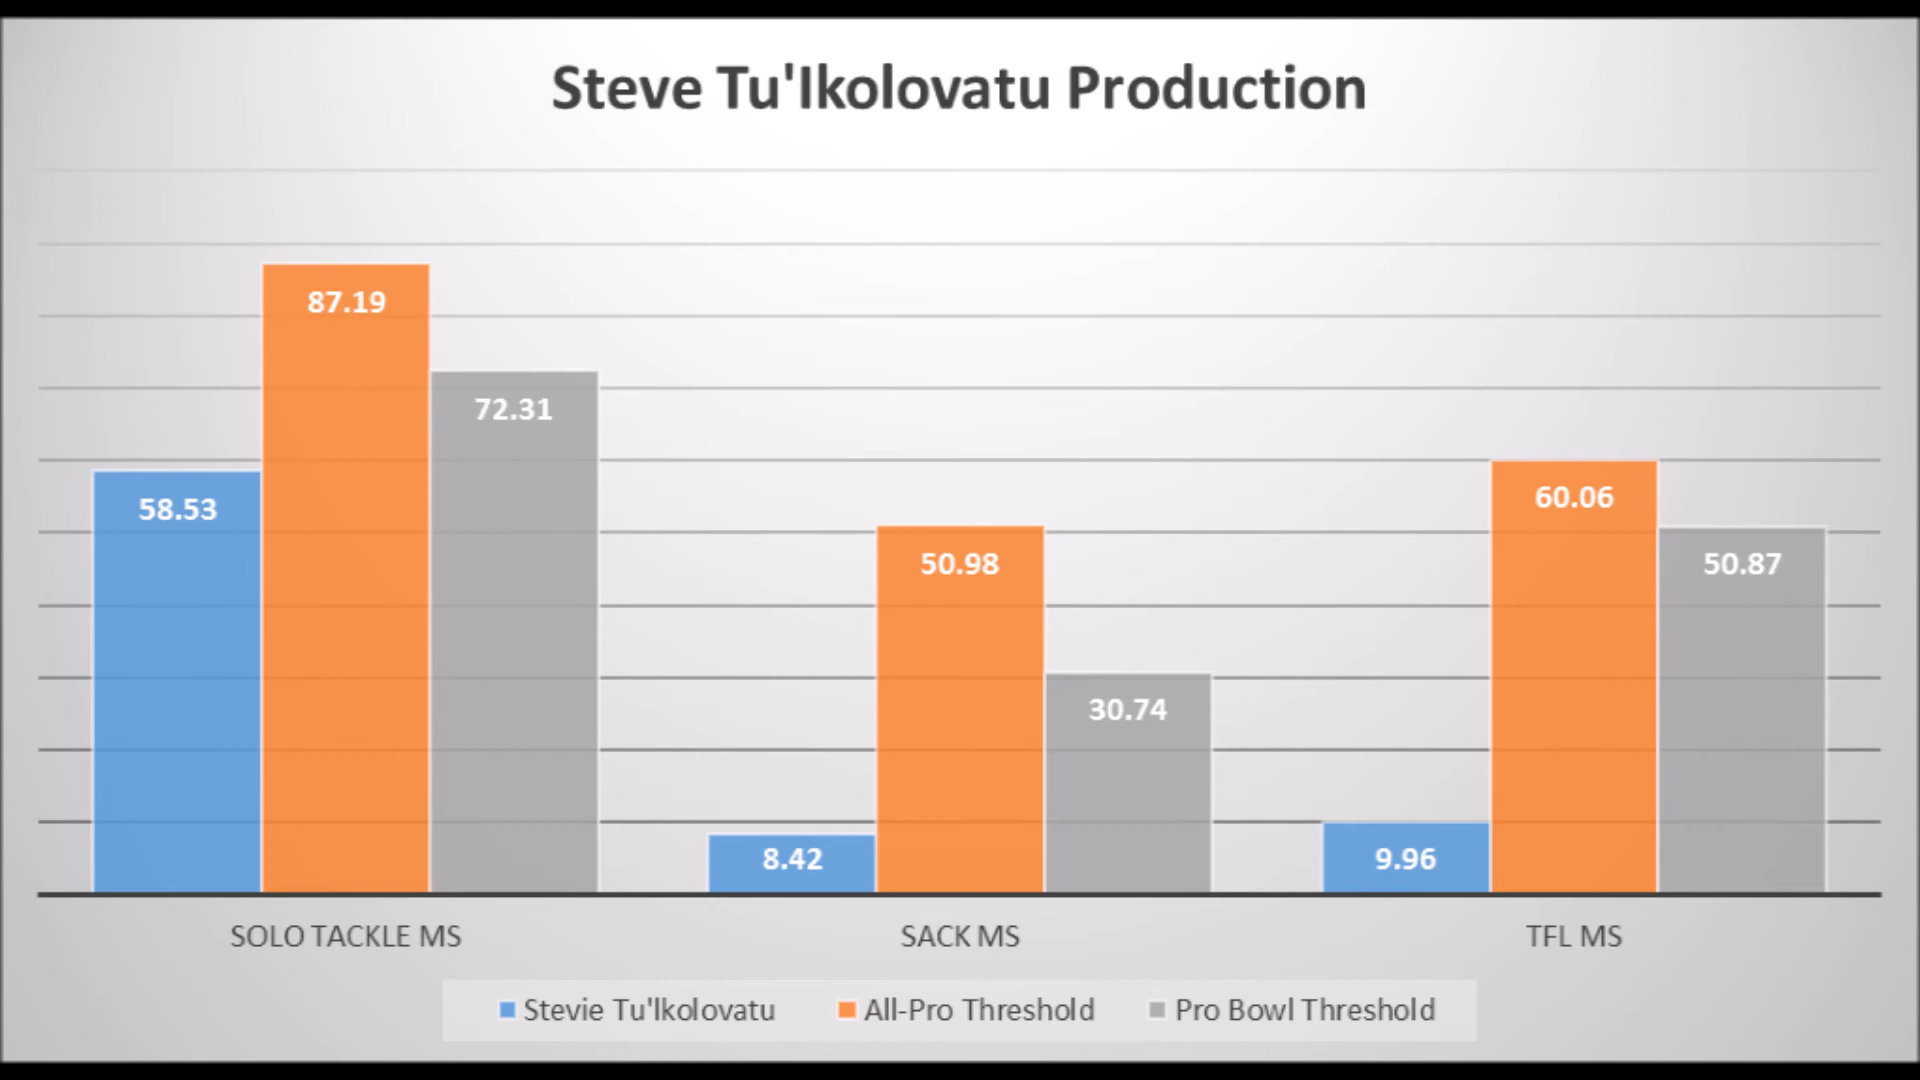 Steve Tu'Ikolovatu Production
87.19
72.31
58.53
50.98
60.06
50.87
30.74
8.42
9.96
SOLO TACKLE MS
SACK MS
TFL MS
Stevie Tu'Ikolovatu
All-Pro Threshold
Pro Bowl Threshold